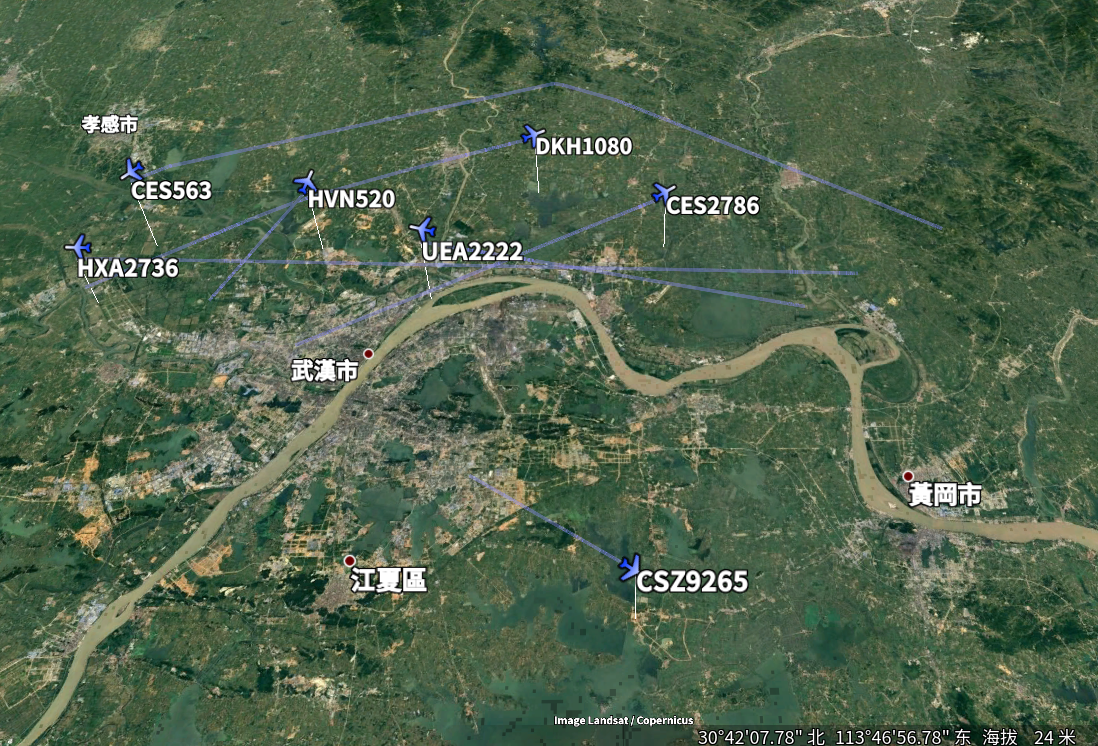 孝感市
DKH1080
CES563
HVN520
CES2786
UEA2222
HXA2736
武漢市
黃岡市
江夏區
CSZ9265
Image Landsat / Copernicus
30°42'07.78" 北 113°46'56.78" 东 海拔 24 米